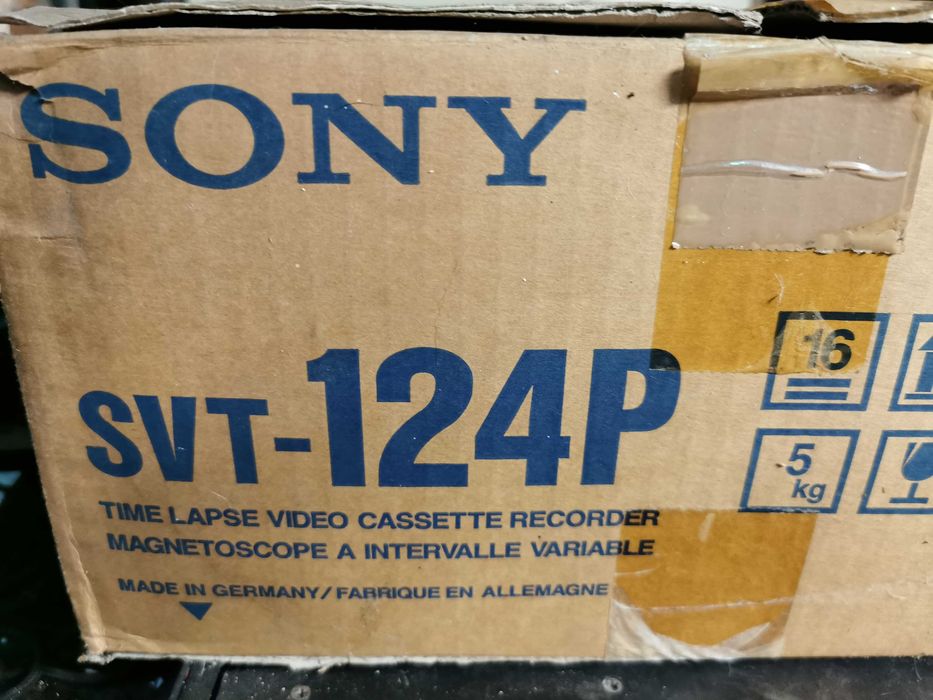 SONY
SVT-124P
TIME LAPSE VIDEO CASSETTE RECORDER
MAGNETOSCOPE A INTERVALLE VARIABLE
MADE IN GERMANY/FABRIQUE EN ALLEMAGNE
16
5
kg